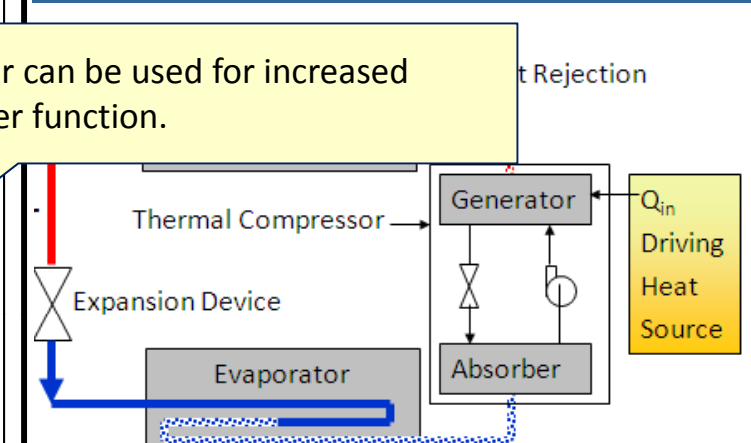 r can be used for increased
er function.
t Rejection
Thermal Compressor
Generator
Qin
Driving
Heat
Source
Expansion Device
Evaporator
Absorber